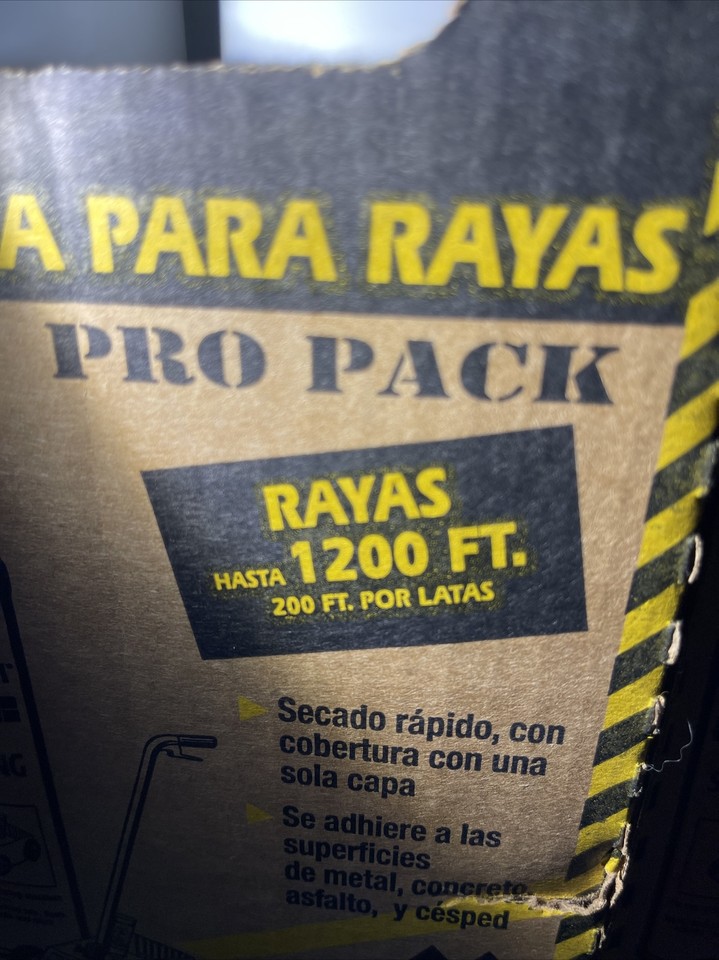 A PARA RAYAS
PRO PACK
RAYAS
HASTA 1200 FT.
200 FT. POR LATAS
Secado rápido, con
cobertura con una
sola capa
Se adhiere a las
superficies
de metal, concreto,
asfalto, y césped
NG